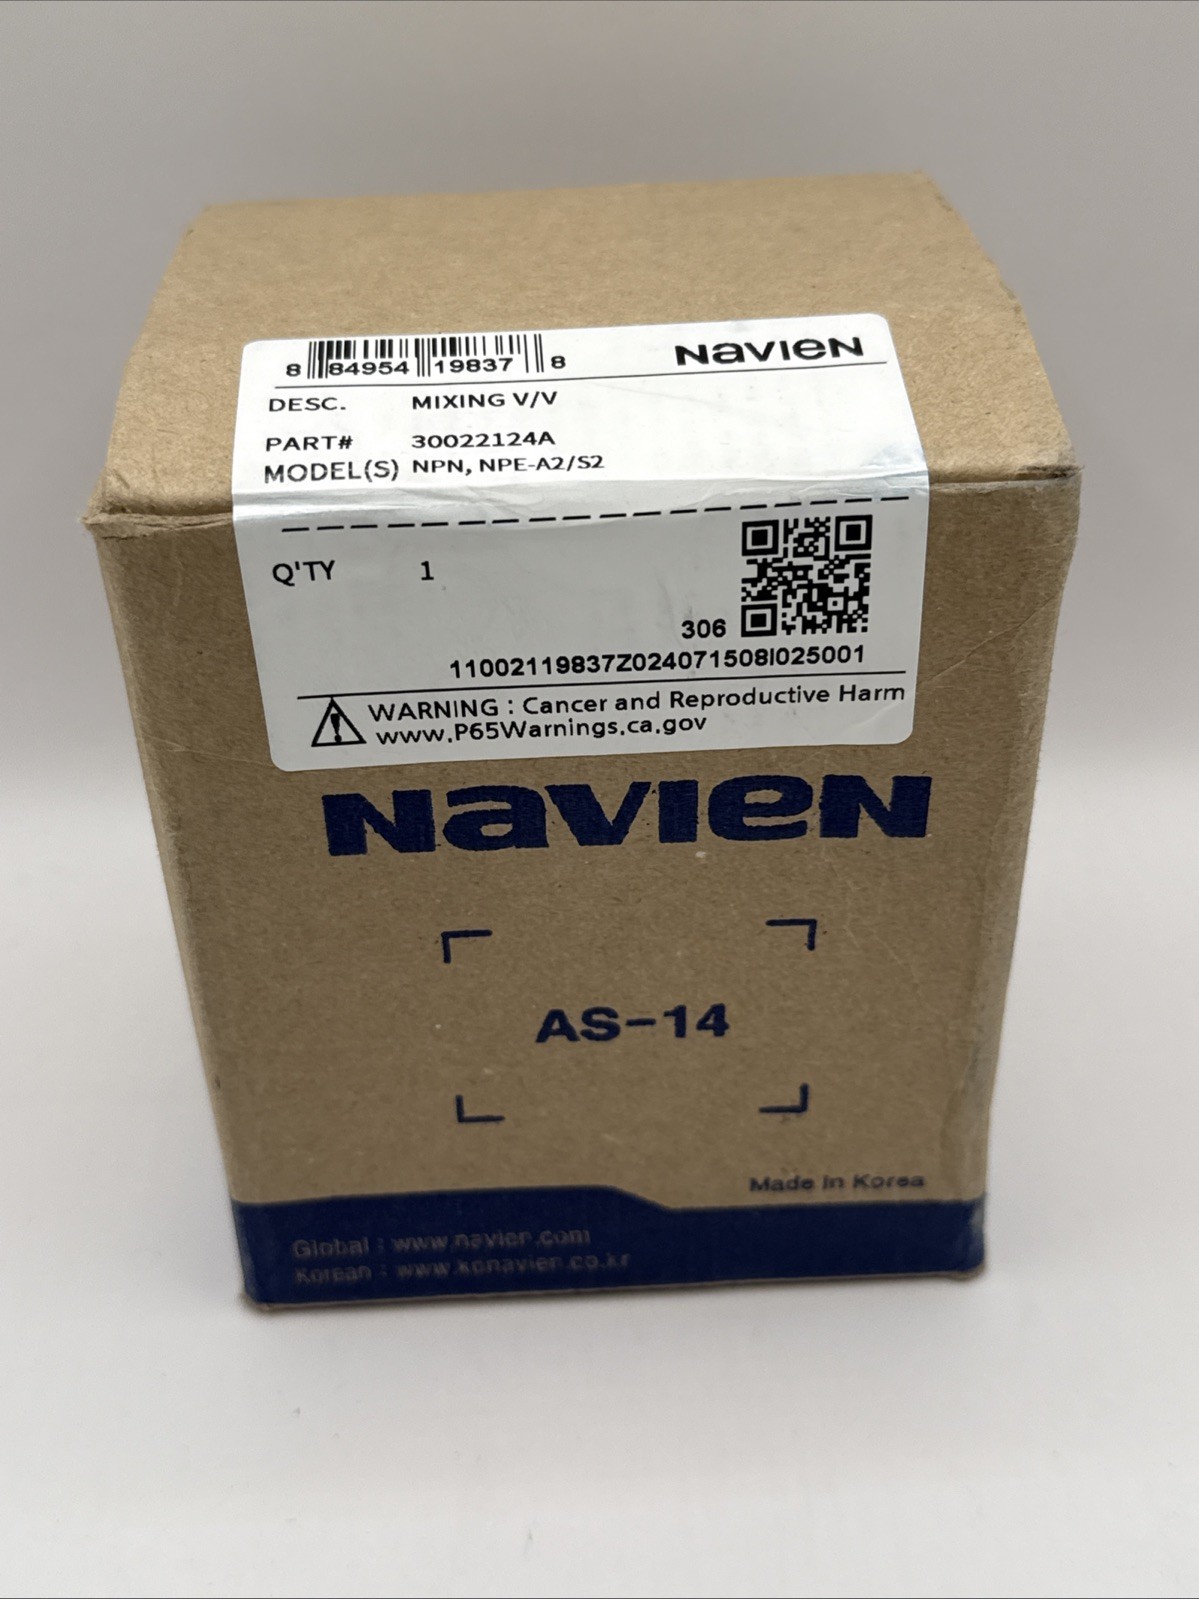 8 84954 19837 8
NAVIEN
DESC. MIXING V/V
PART# 30022124A
MODEL(S) NPN, NPE-A2/S2
Q'TY 1
306
11002119837Z024071508I025001
WARNING : Cancer and Reproductive Harm
www.P65Warnings.ca.gov
NAVIEN
AS-14
Made In Korea
Global : www.navien.com
Korean : www.kdnavien.co.kr